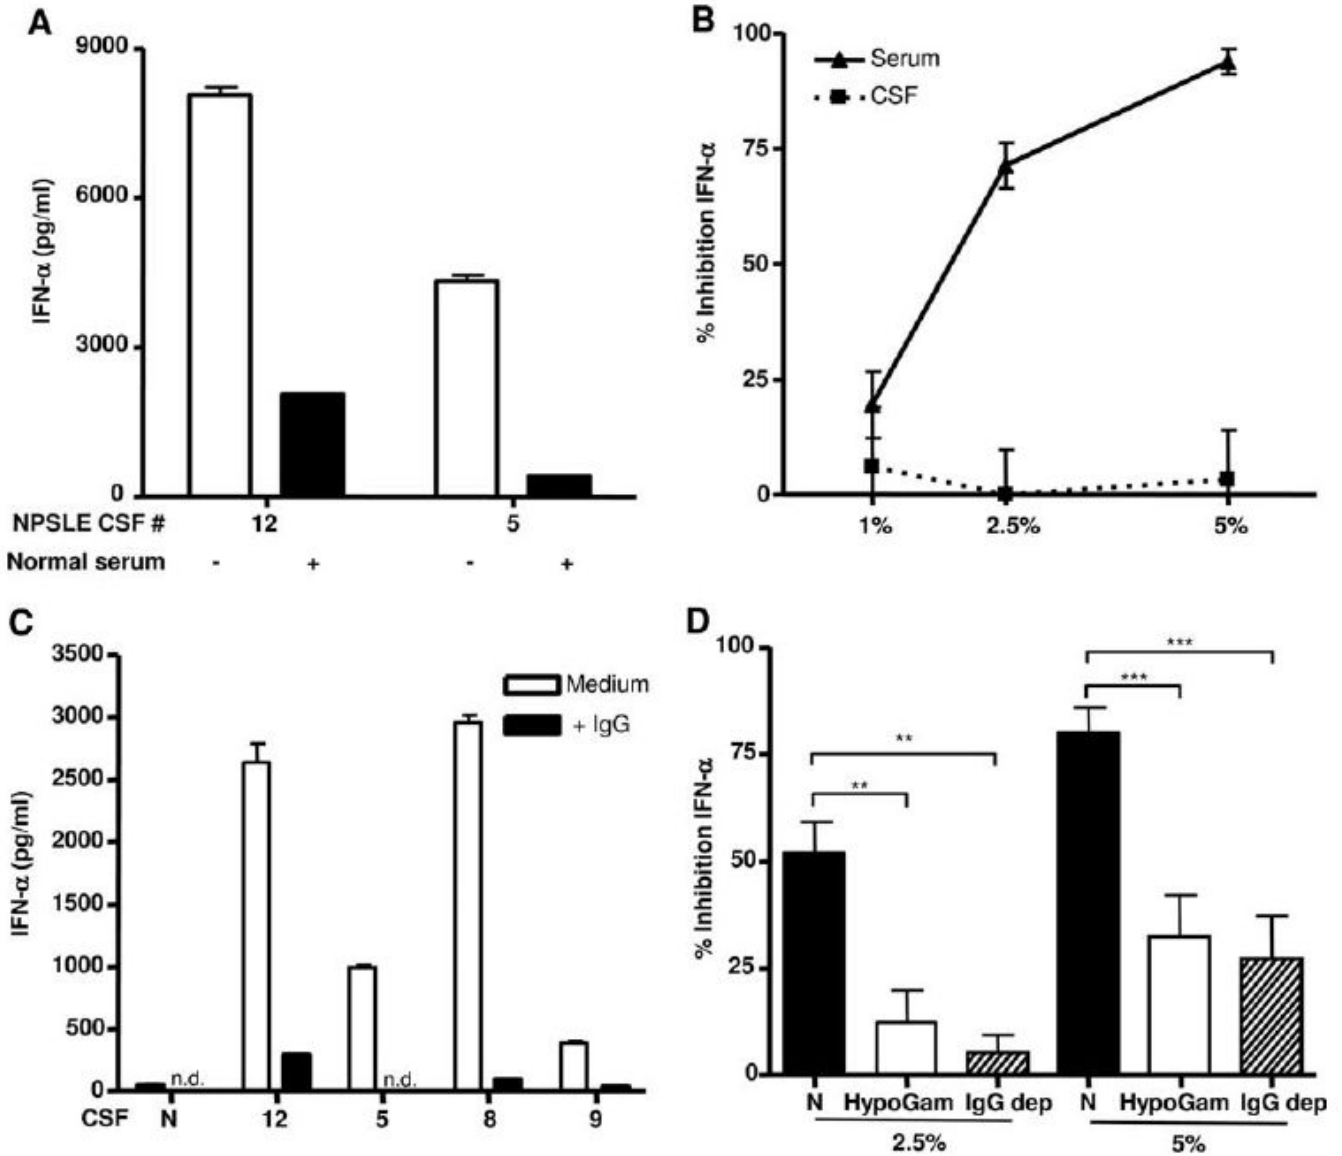 A
9000
6000
3000
0
IFN-α (pg/ml)
NPSLE CSF # 12 5
Normal serum - + - +
B
100
75
50
25
0
% Inhibition IFN-α
Serum
CSF
1% 2.5% 5%
C
3500
3000
2500
2000
1500
1000
500
0
IFN-α (pg/ml)
Medium
+ IgG
n.d. n.d.
CSF N 12 5 8 9
D
100
75
50
25
0
% Inhibition IFN-α
***
***
**
**
N HypoGam IgG dep N HypoGam IgG dep
2.5% 5%